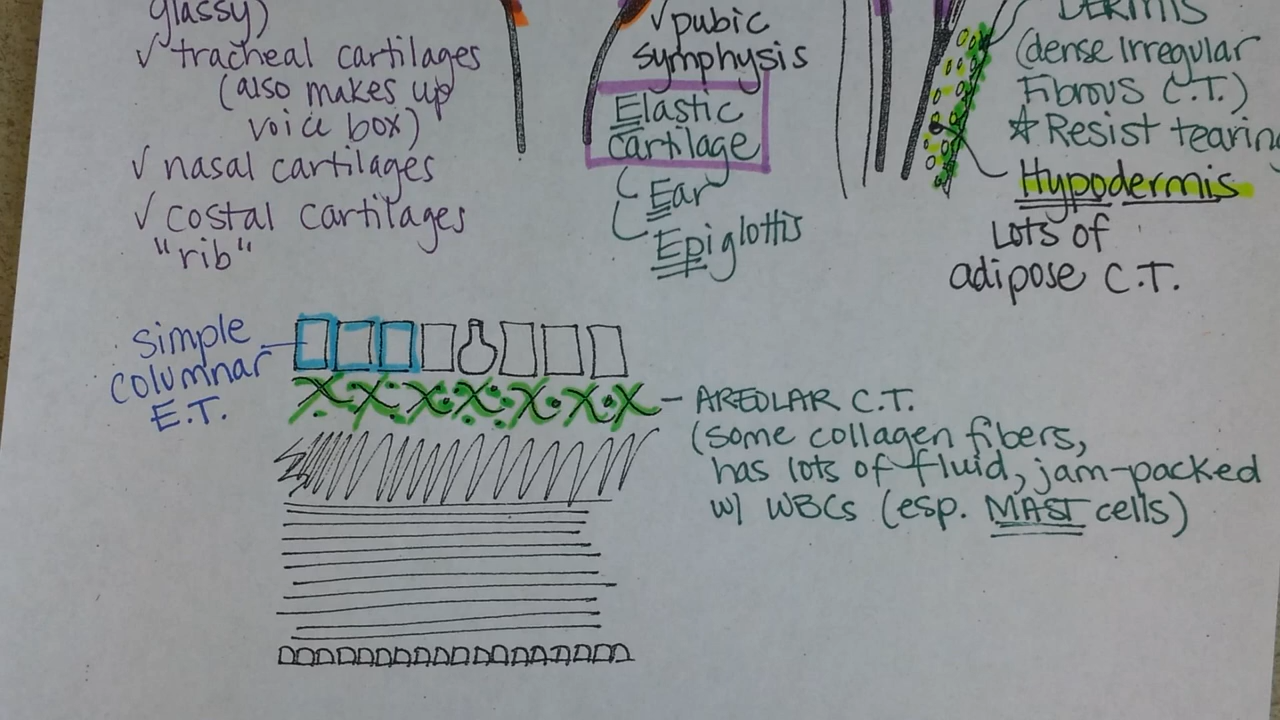 glassy)
✓ tracheal cartilages
(also makes up
voice box)
✓ nasal cartilages
✓ costal cartilages
"rib"
✓ pubic
symphysis
Elastic
cartilage
Ear
Epiglottis
DERMIS
(dense Irregular
Fibrous C.T.)
☆ Resist tearing
Hypodermis
Lots of
adipose C.T.
simple
columnar
E.T.
AREOLAR C.T.
(some collagen fibers,
has lots of fluid, jam-packed
w/ WBCs (esp. MAST cells)